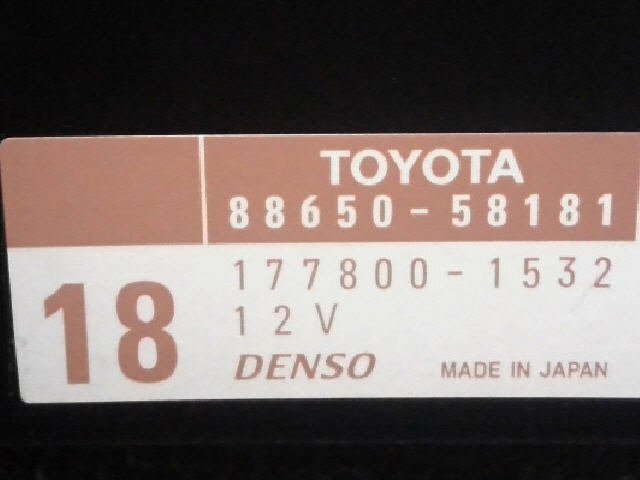 TOYOTA
88650-58181
18
177800-1532
12V
DENSO MADE IN JAPAN